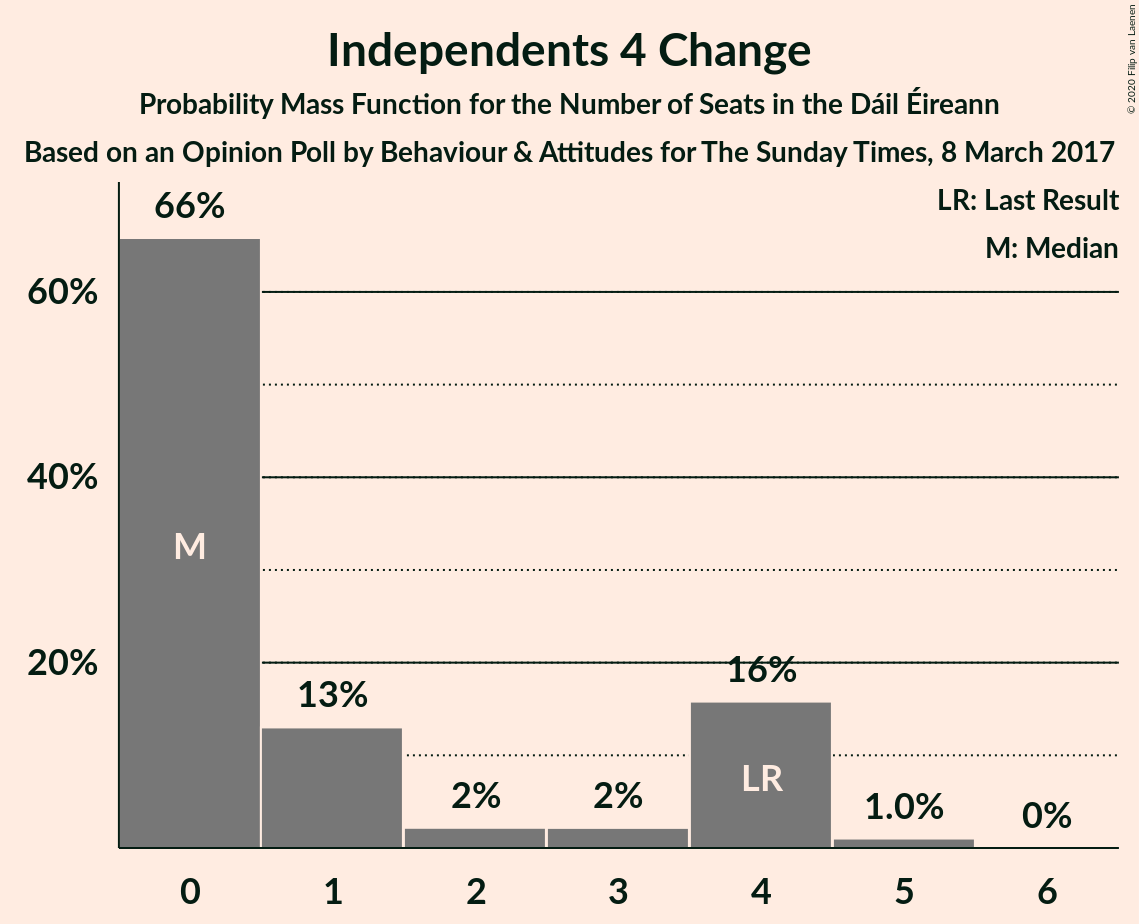 Independents 4 Change
Probability Mass Function for the Number of Seats in the Dáil Éireann
Based on an Opinion Poll by Behaviour & Attitudes for The Sunday Times, 8 March 2017
© 2020 Filip van Laenen
LR: Last Result
M: Median
66%
60%
40%
20%
M
13%
2%
2%
16%
LR
1.0%
0%
0 1 2 3 4 5 6